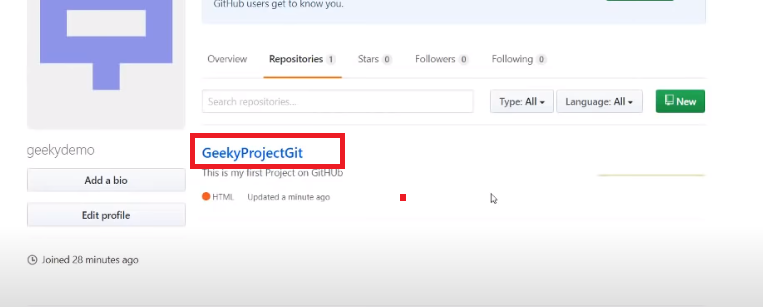 GitHub users get to know you.
Overview Repositories 1 Stars 0 Followers 0 Following 0
Search repositories... Type: All Language: All New
GeekyProjectGit
This is my first Project on GitHUb
HTML Updated a minute ago
geekydemo
Add a bio
Edit profile
Joined 28 minutes ago